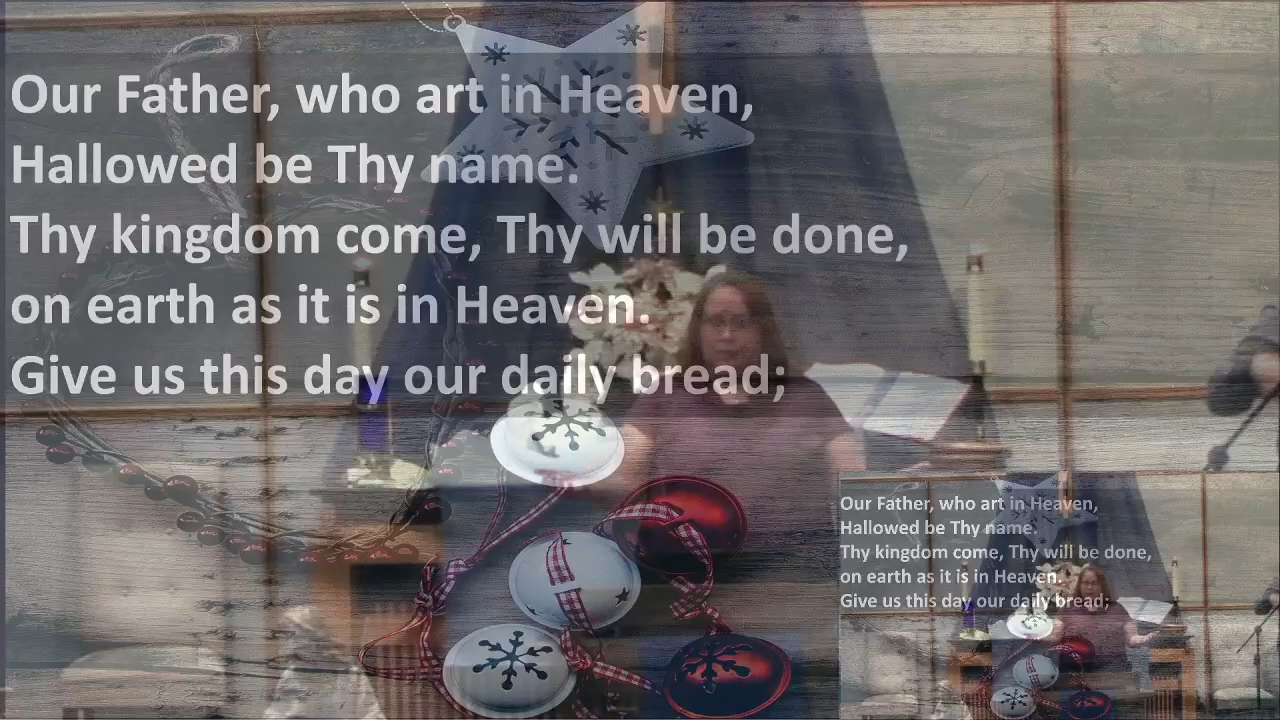 Our Father, who art in Heaven,
Hallowed be Thy name.
Thy kingdom come, Thy will be done,
on earth as it is in Heaven.
Give us this day our daily bread;
Our Father, who art in Heaven,
Hallowed be Thy name.
Thy kingdom come, Thy will be done,
on earth as it is in Heaven.
Give us this day our daily bread;